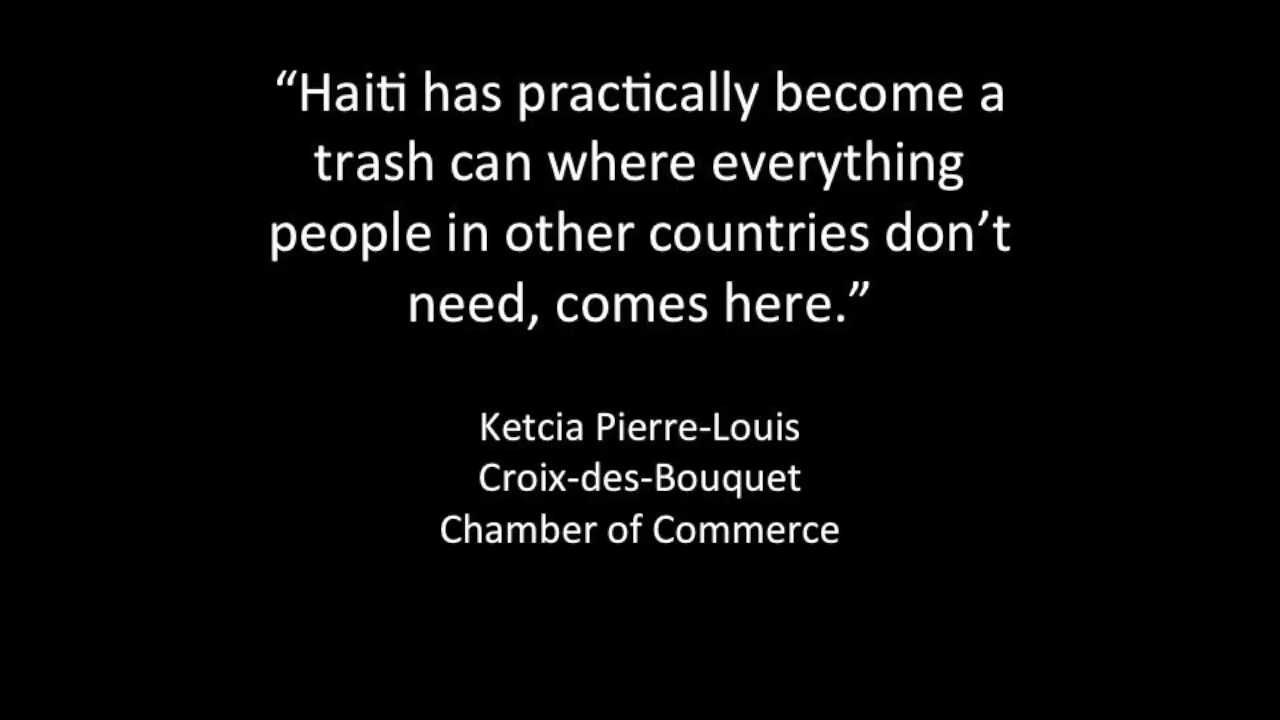 “Haiti has practically become a
trash can where everything
people in other countries don’t
need, comes here.”
Ketcia Pierre-Louis
Croix-des-Bouquet
Chamber of Commerce